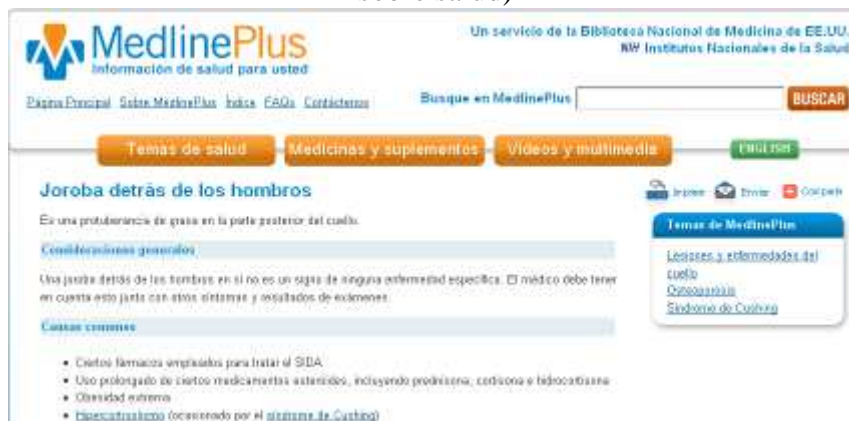 MedlinePlus
Información de salud para usted
Un servicio de la Biblioteca Nacional de Medicina de EE.UU.
NIH Institutos Nacionales de la Salud
Página Principal Sobre MedlinePlus Índice FAQs Contáctenos
Busque en MedlinePlus BUSCAR
Temas de salud Medicinas y suplementos Videos y multimedia ENGLISH
Joroba detrás de los hombros
Imprimir Enviar Compartir
Es una protuberancia de grasa en la parte posterior del cuello.
Consideraciones generales
Una joroba detrás de los hombros en sí no es un signo de ninguna enfermedad específica. El médico debe tener
en cuenta esto junto con otros síntomas y resultados de exámenes.
Causas comunes
Ciertos fármacos empleados para tratar el SIDA
Uso prolongado de ciertos medicamentos esteroides, incluyendo prednisona, cortisona e hidrocortisona
Obesidad extrema
Hipercortisolismo (ocasionado por el síndrome de Cushing)
Temas de MedlinePlus
Lesiones y enfermedades del
cuello
Osteoporosis
Síndrome de Cushing